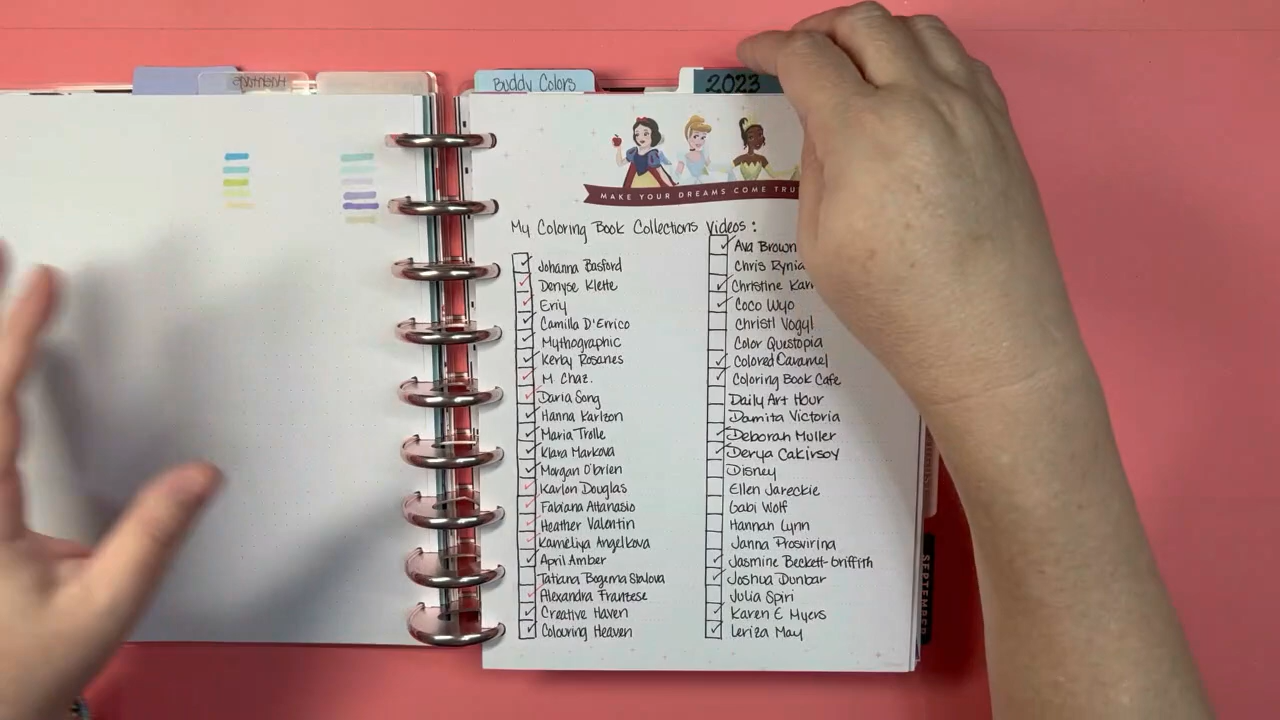 Buddy Colors
2023
MAKE YOUR DREAMS COME TRU
My Coloring Book Collections Videos:
Johanna Basford
Denyse Klette
Eriy
Camilla D'Errico
Mythographic
Kerby Rosanes
M Chaz.
Daria Song
Hanna Karlzon
Maria Trolle
Klara Markova
Morgan O'brien
Karlon Douglas
Fabiana Attanasio
Heather Valentin
Kameliya Angelkova
April Amber
Tatiana Bogema Stolova
Alexandra Frantese
Creative Haven
Colouring Heaven
Ava Brown
Chris Rynia
Christine Kar
Coco Wyo
Christl Vogyl
Color Questopia
Colored Caramel
Coloring Book Cafe
Daily Art Hour
Damita Victoria
Deborah Muller
Derya Cakirsoy
Disney
Ellen Jareckie
Gabi Wolf
Hannah Lynn
Janna Prosvirina
Jasmine Beckett-Griffith
Joshua Dunbar
Julia Spiri
Karen E Myers
Leriza May
SEPTEMBER